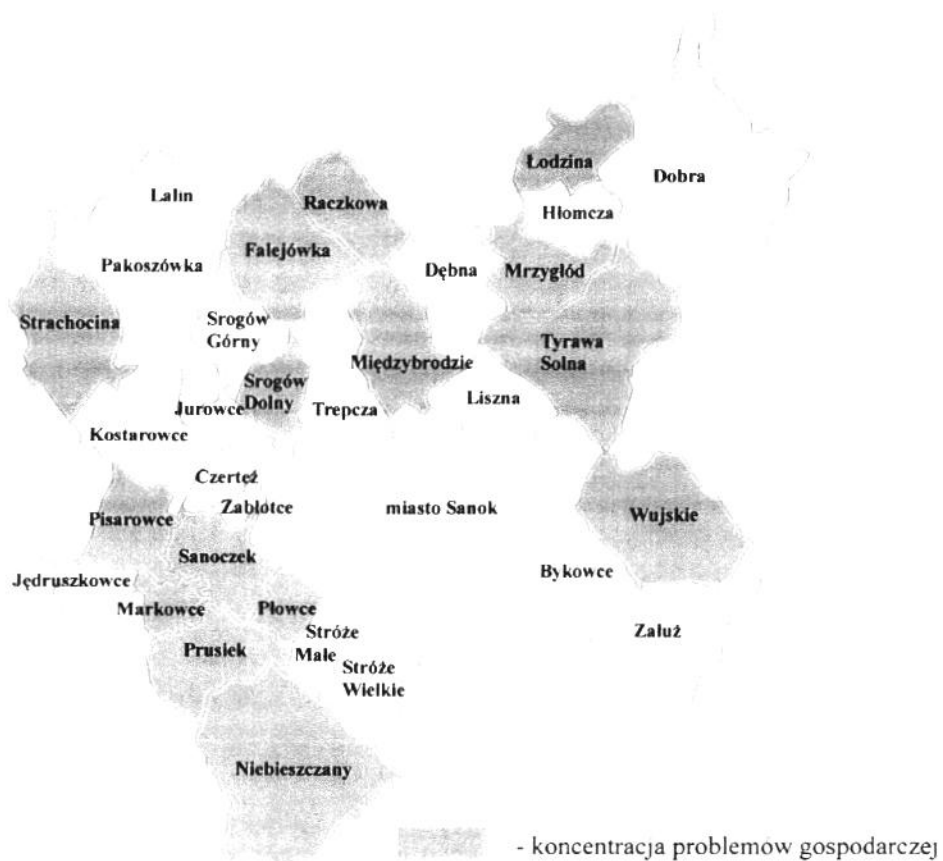 Łodzina
Dobra
Lalin
Raczkowa
Hłomcza
Falejówka
Pakoszówka
Dębna
Mrzygłód
Strachocina
Srogów
Górny
Tyrawa
Solna
Międzybrodzie
Srogów
Dolny
Jurowce
Trepcza
Liszna
Kostarowce
Czerteż
Zabłotce
miasto Sanok
Pisarowce
Wujskie
Sanoczek
Jędruszkowce
Bykowce
Markowce
Płowce
Stróże
Małe
Załuż
Prusiek
Stróże
Wielkie
Niebieszczany
- koncentracja problemów gospodarczej